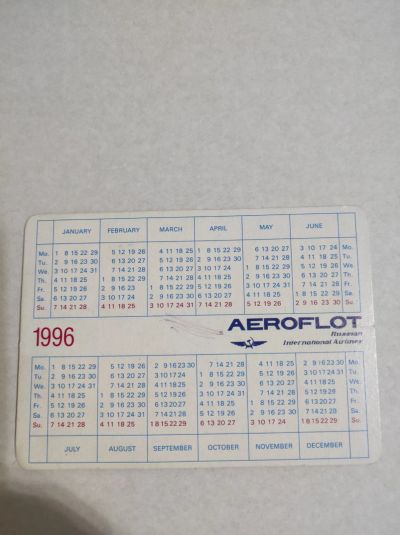 JANUARY FEBRUARY MARCH APRIL MAY JUNE
Mo. 1 8 15 22 29 5 12 19 26 4 11 18 25 1 8 15 22 29 6 13 20 27 3 10 17 24 Mo.
Tu. 2 9 16 23 30 6 13 20 27 5 12 19 26 2 9 16 23 30 7 14 21 28 4 11 18 25 Tu.
We. 3 10 17 24 31 7 14 21 28 6 13 20 27 3 10 17 24 1 8 15 22 29 5 12 19 26 We.
Th. 4 11 18 25 1 8 15 22 29 7 14 21 28 4 11 18 25 2 9 16 23 30 6 13 20 27 Th.
Fr. 5 12 19 26 2 9 16 23 1 8 15 22 29 5 12 19 26 3 10 17 24 31 7 14 21 28 Fr.
Sa. 6 13 20 27 3 10 17 24 2 9 16 23 30 6 13 20 27 4 11 18 25 1 8 15 22 29 Sa.
Su. 7 14 21 28 4 11 18 25 3 10 17 24 31 7 14 21 28 5 12 19 26 2 9 16 23 30 Su.
1996
AEROFLOT
Russian
International Airlines
Mo. 1 8 15 22 29 5 12 19 26 2 9 16 23 30 7 14 21 28 4 11 18 25 2 9 16 23 30 Mo.
Tu. 2 9 16 23 30 6 13 20 27 3 10 17 24 1 8 15 22 29 5 12 19 26 3 10 17 24 31 Tu.
We. 3 10 17 24 31 7 14 21 28 4 11 18 25 2 9 16 23 30 6 13 20 27 4 11 18 25 We.
Th. 4 11 18 25 1 8 15 22 29 5 12 19 26 3 10 17 24 31 7 14 21 28 5 12 19 26 Th.
Fr. 5 12 19 26 2 9 16 23 30 6 13 20 27 4 11 18 25 1 8 15 22 29 6 13 20 27 Fr.
Sa. 6 13 20 27 3 10 17 24 31 7 14 21 28 5 12 19 26 2 9 16 23 30 7 14 21 28 Sa.
Su. 7 14 21 28 4 11 18 25 1 8 15 22 29 6 13 20 27 3 10 17 24 1 8 15 22 29 Su.
JULY AUGUST SEPTEMBER OCTOBER NOVEMBER DECEMBER